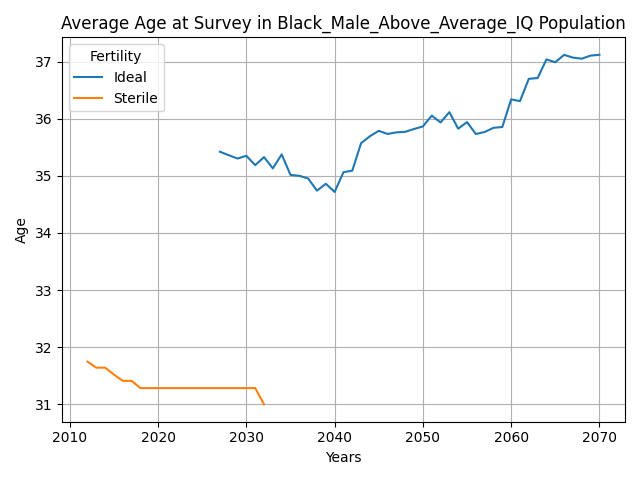 Average Age at Survey in Black_Male_Above_Average_IQ Population
Fertility
Ideal
Sterile
Age
37
36
35
34
33
32
31
2010 2020 2030 2040 2050 2060 2070
Years